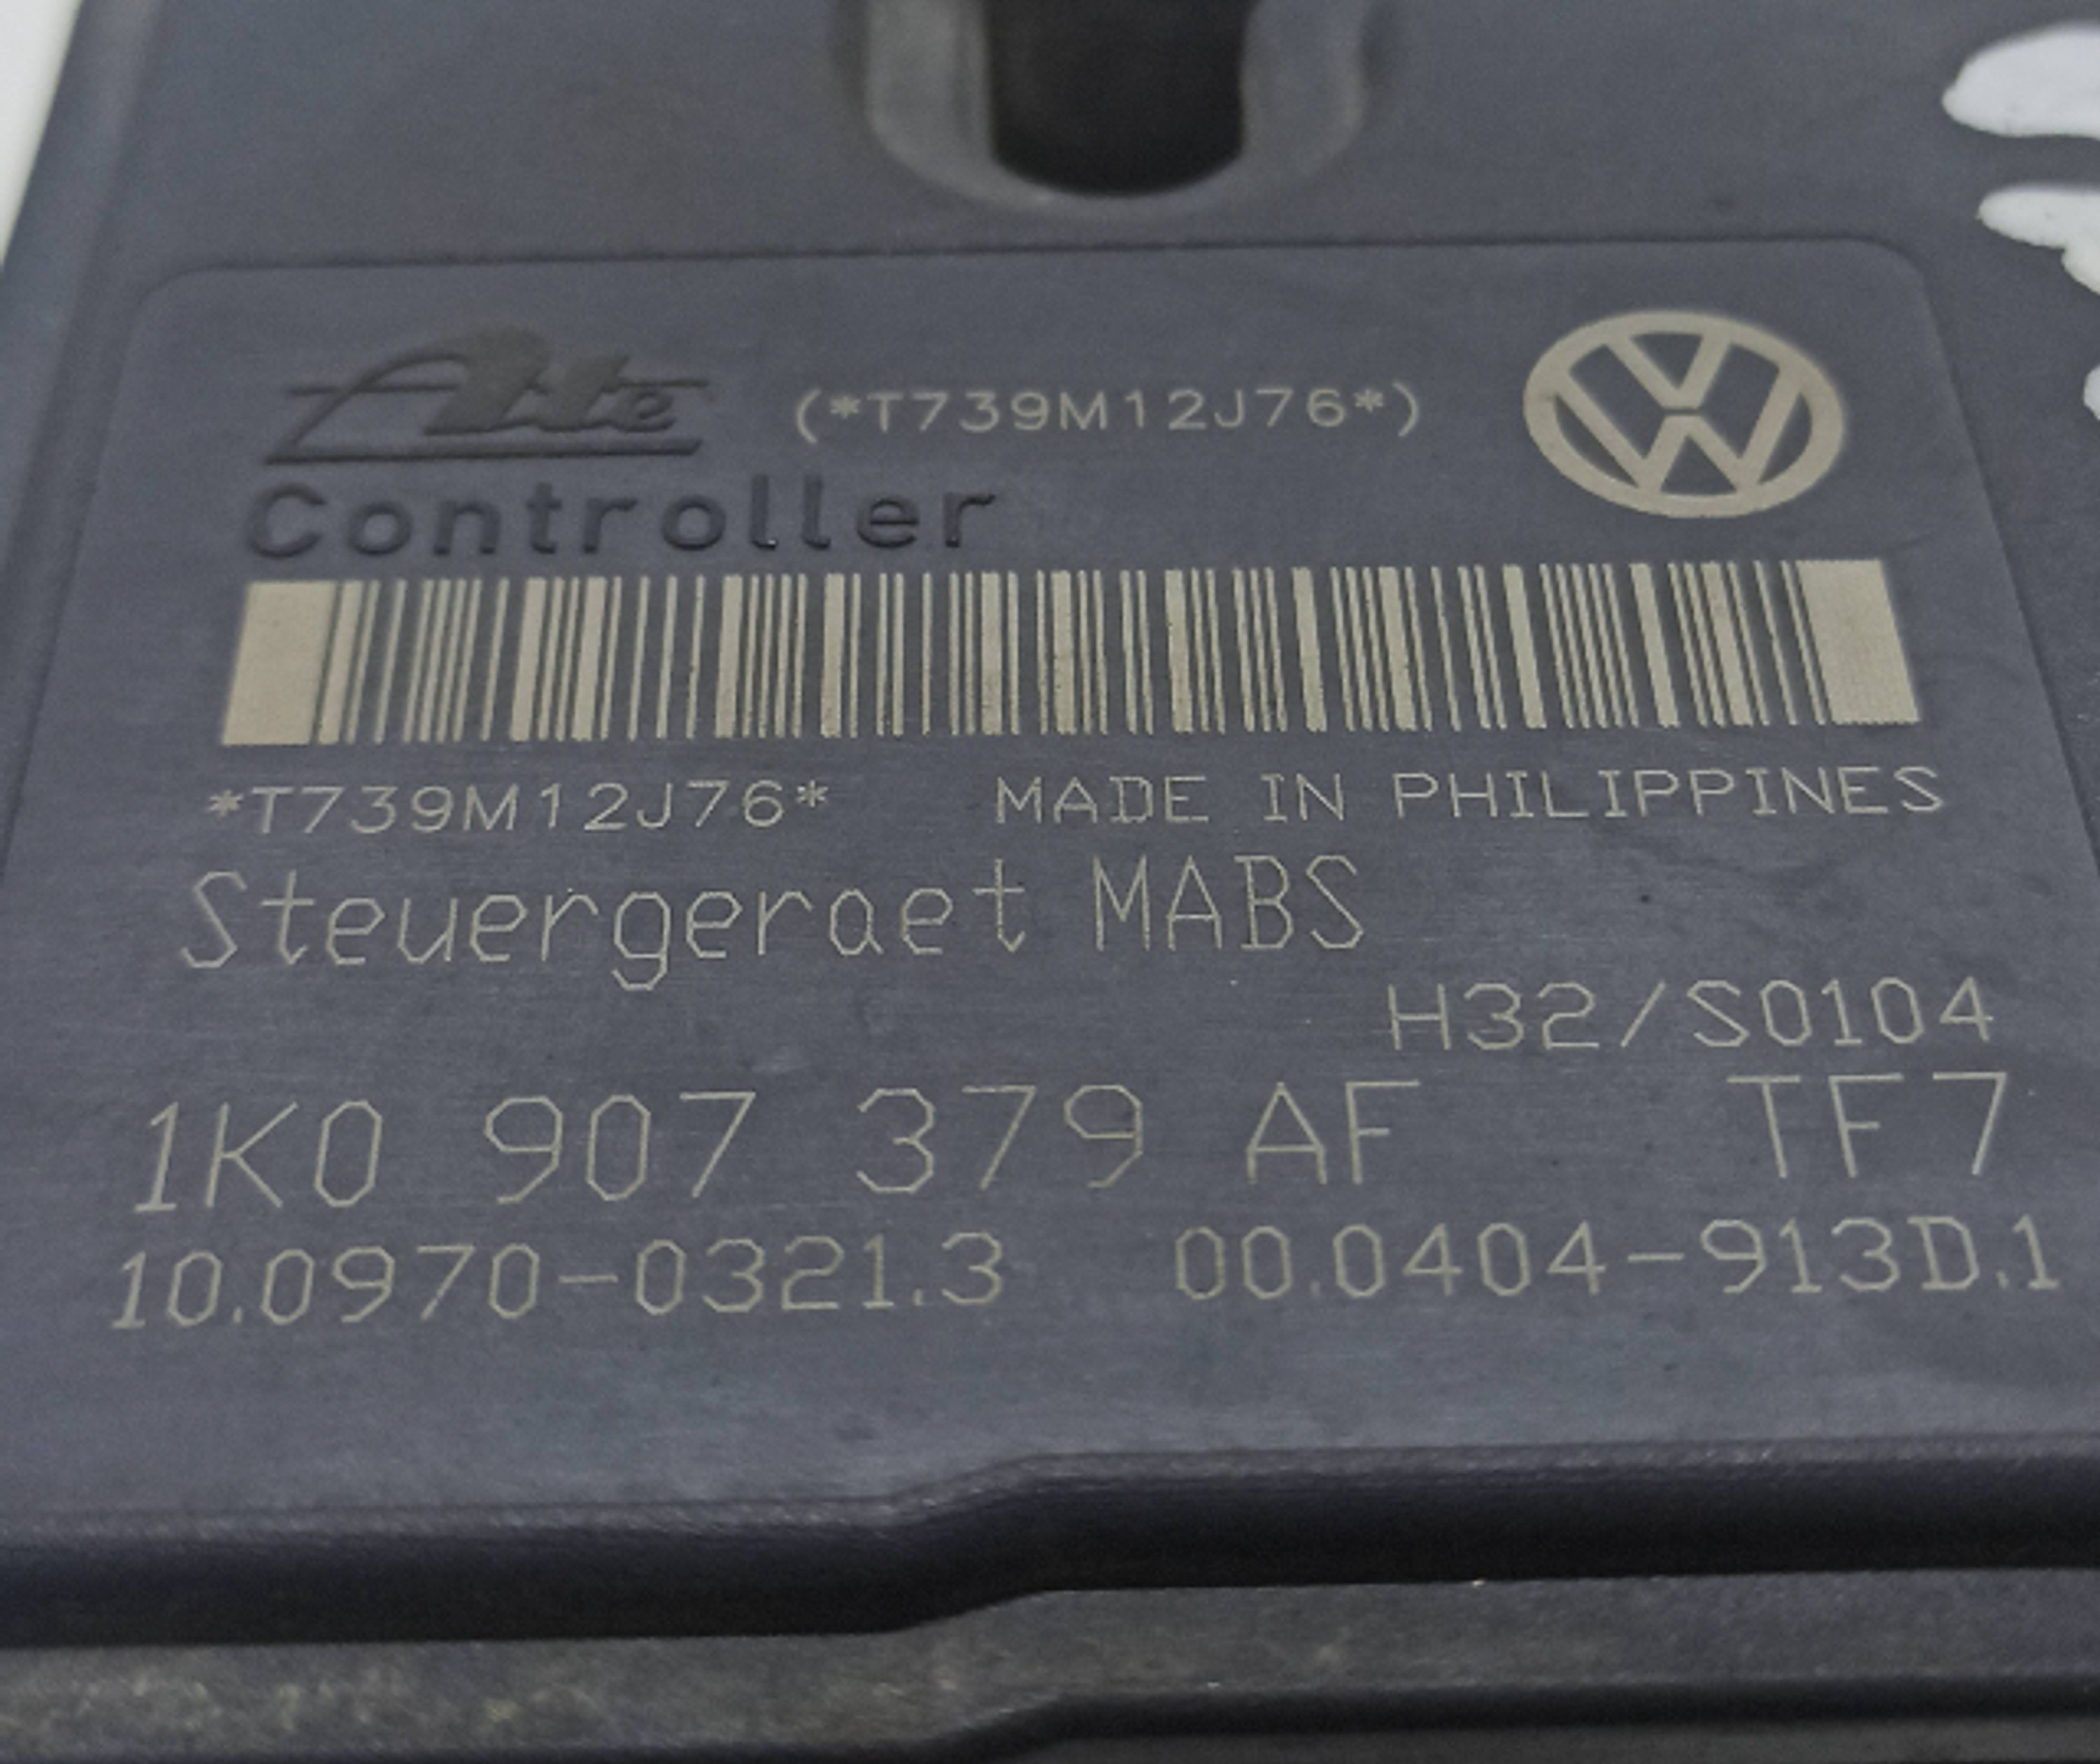 Ate (*T739M12J76*)
Controller
*T739M12J76* MADE IN PHILIPPINES
Steuergeraet MABS
H32/S0104
1K0 907 379 AF TF7
10.0970-0321.3 00.0404-913D.1